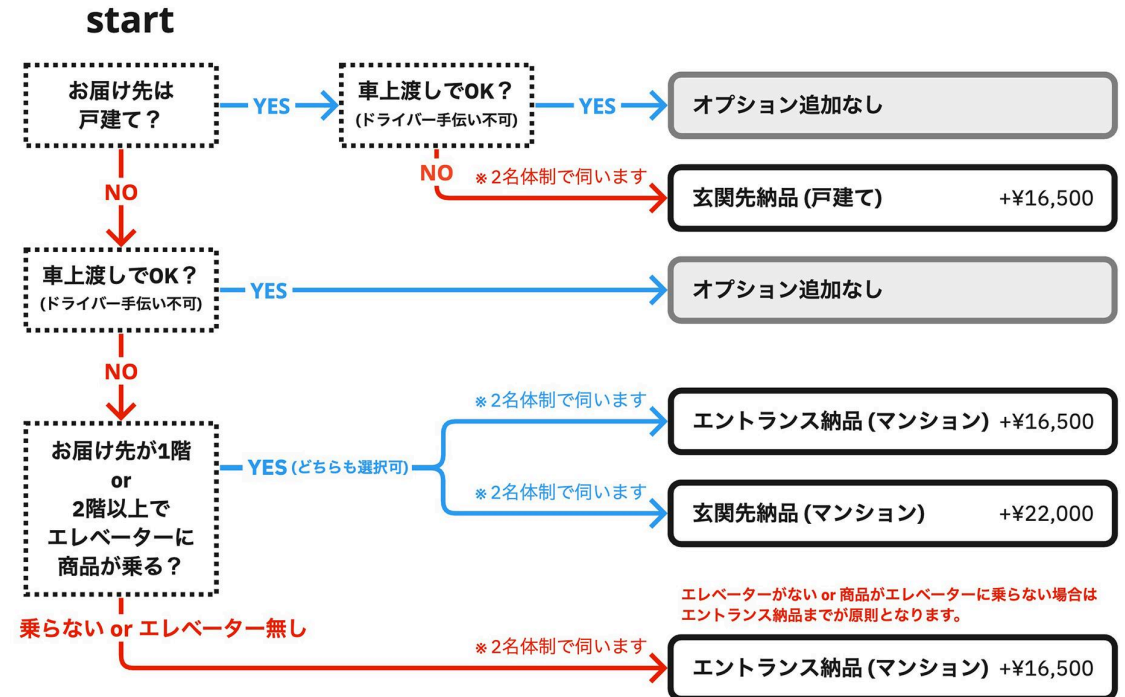 start
お届け先は
戸建て？
YES
車上渡しでOK？
(ドライバー手伝い不可)
YES
オプション追加なし
NO
NO
※2名体制で伺います
玄関先納品 (戸建て) +¥16,500
車上渡しでOK？
(ドライバー手伝い不可)
YES
オプション追加なし
NO
お届け先が1階
or
2階以上で
エレベーターに
商品が乗る？
YES (どちらも選択可)
※2名体制で伺います
エントランス納品 (マンション) +¥16,500
※2名体制で伺います
玄関先納品 (マンション) +¥22,000
乗らない or エレベーター無し
エレベーターがない or 商品がエレベーターに乗らない場合は
エントランス納品までが原則となります。
※2名体制で伺います
エントランス納品 (マンション) +¥16,500